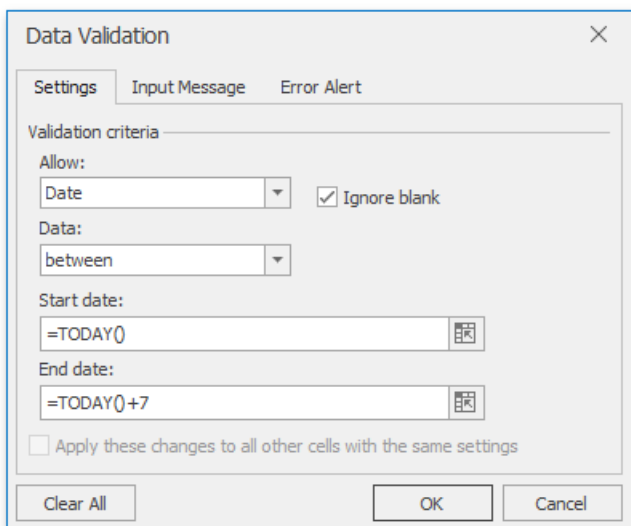 Data Validation
Settings Input Message Error Alert
Validation criteria
Allow:
Date Ignore blank
Data:
between
Start date:
=TODAY()
End date:
=TODAY()+7
Apply these changes to all other cells with the same settings
Clear All OK Cancel